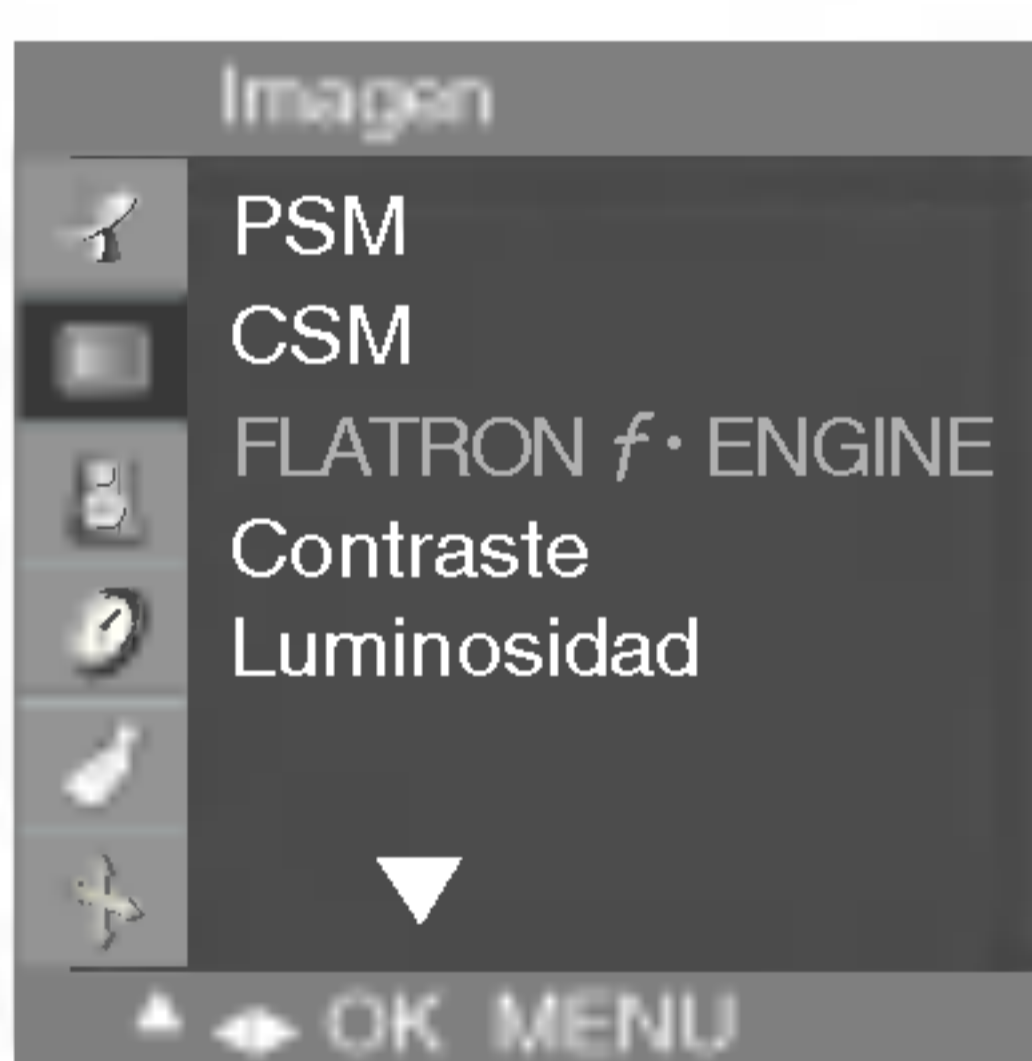 Imagen
PSM
CSM
FLATRON f· ENGINE
Contraste
Luminosidad
OK MENU